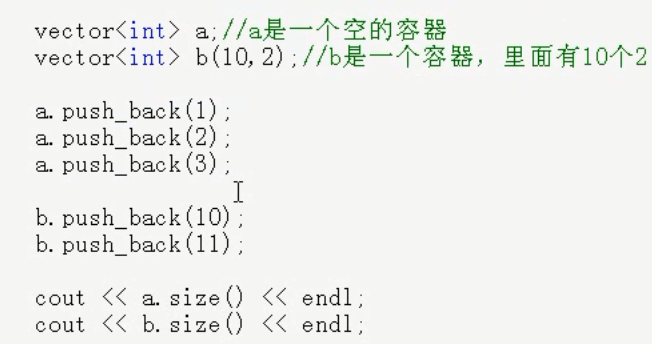 vector<int> a;//a是一个空的容器
vector<int> b(10,2);//b是一个容器，里面有10个2
a.push_back(1);
a.push_back(2);
a.push_back(3);
b.push_back(10);
b.push_back(11);
cout << a.size() << endl;
cout << b.size() << endl;